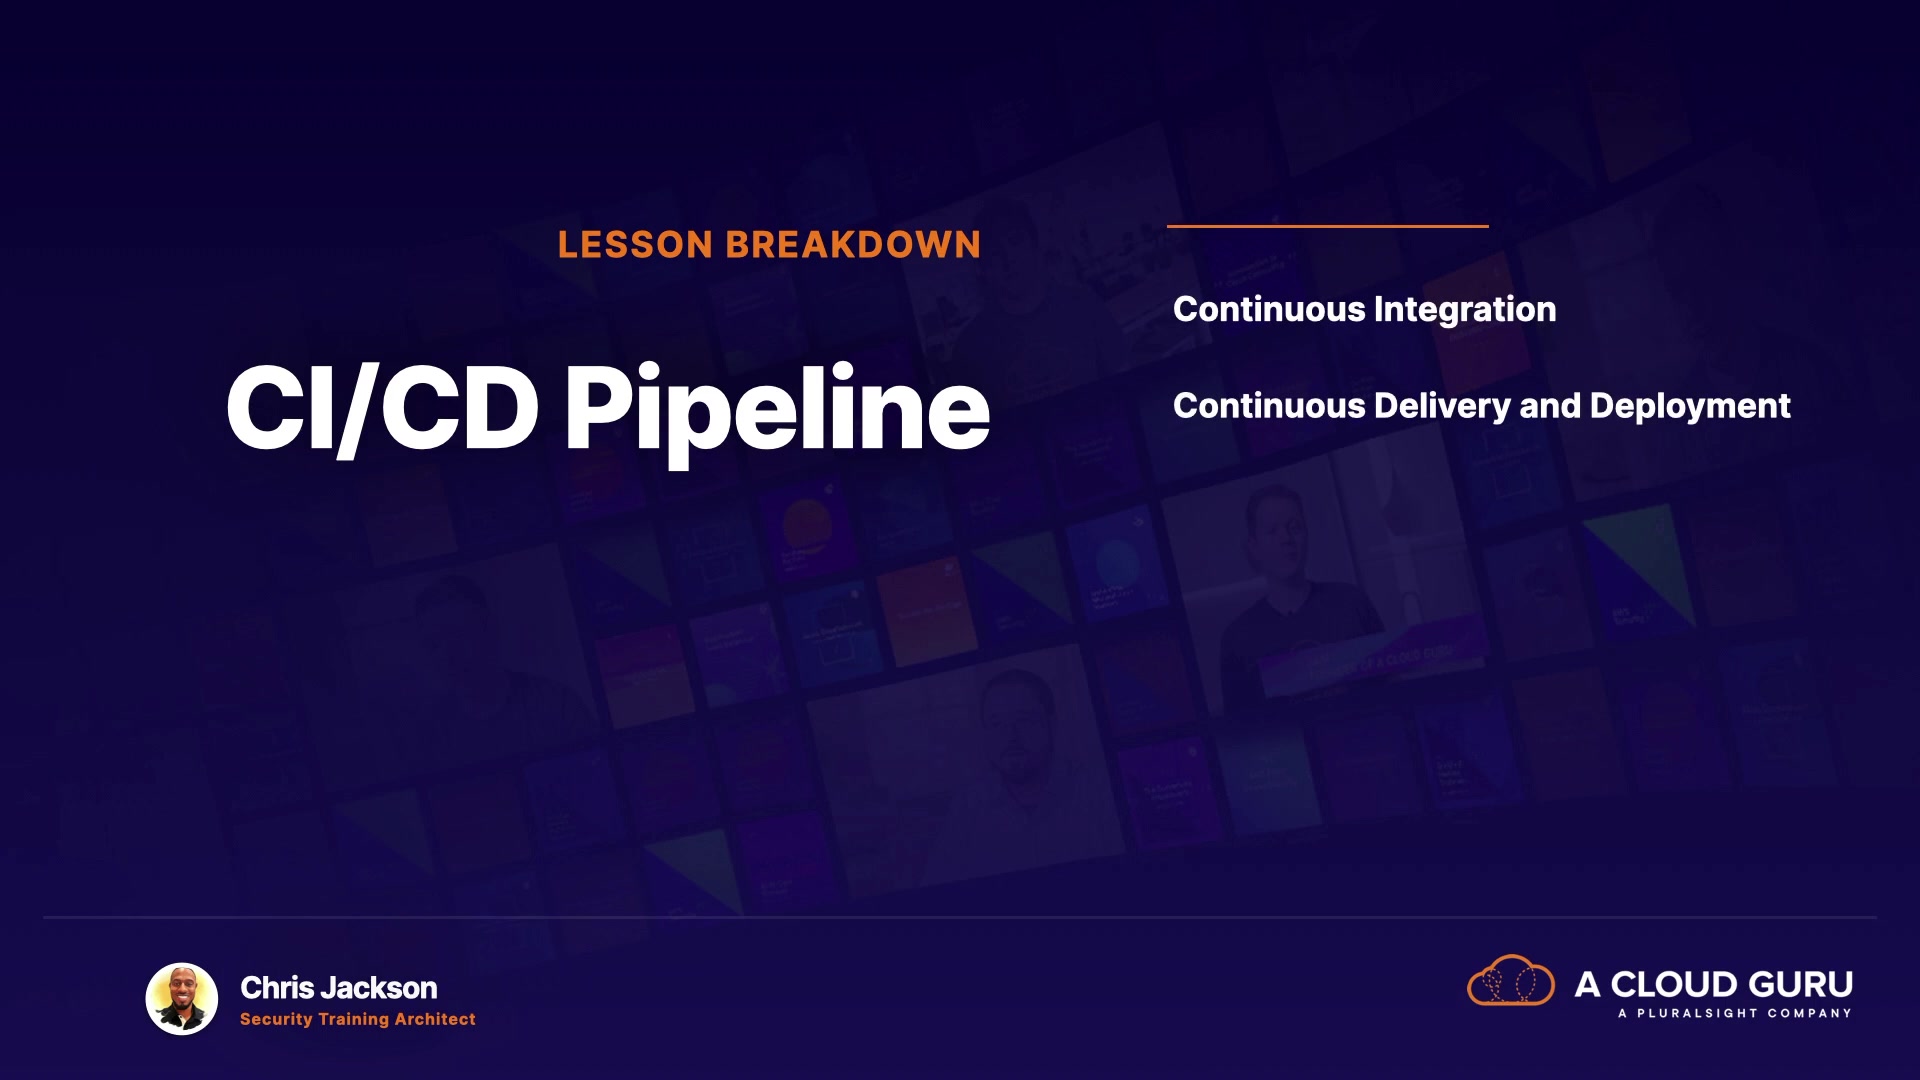 LESSON BREAKDOWN
CI/CD Pipeline
Continuous Integration
Continuous Delivery and Deployment
Chris Jackson
Security Training Architect
A CLOUD GURU
A PLURALSIGHT COMPANY